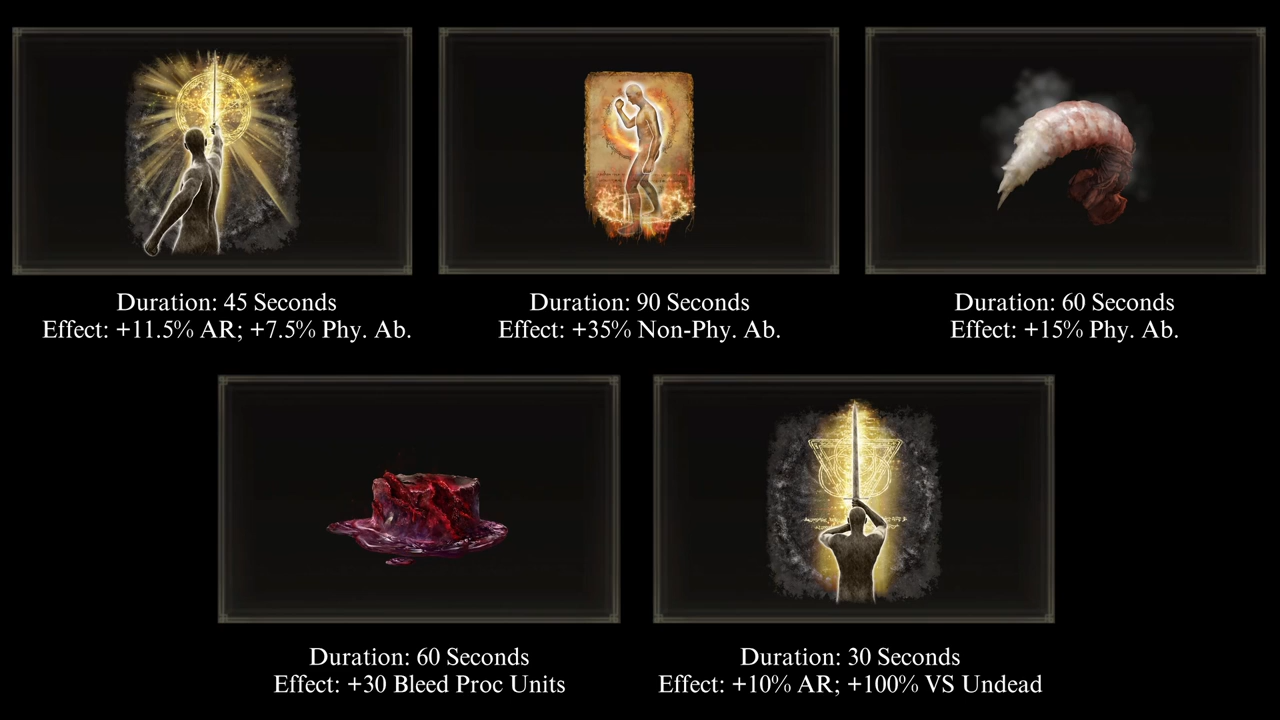 Duration: 45 Seconds
Effect: +11.5% AR; +7.5% Phy. Ab.
Duration: 90 Seconds
Effect: +35% Non-Phy. Ab.
Duration: 60 Seconds
Effect: +15% Phy. Ab.
Duration: 60 Seconds
Effect: +30 Bleed Proc Units
Duration: 30 Seconds
Effect: +10% AR; +100% VS Undead